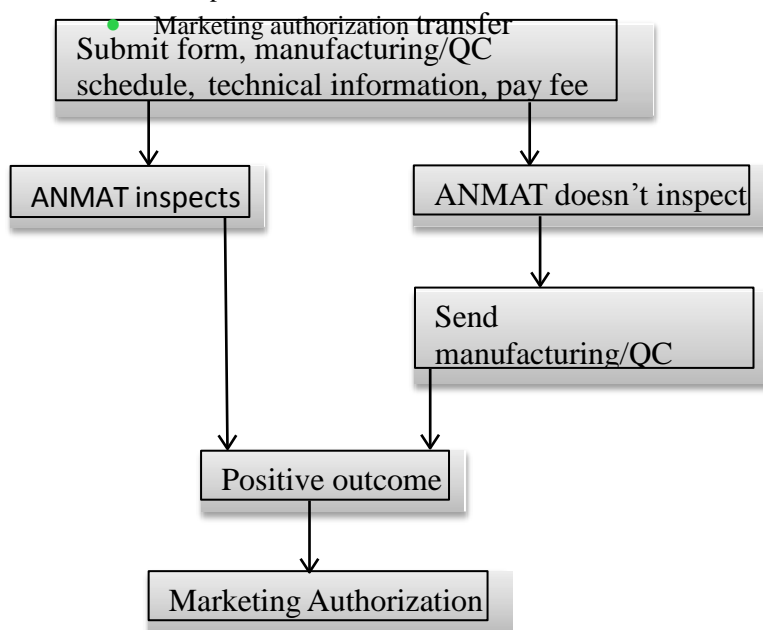 • Marketing authorization transfer
Submit form, manufacturing/QC
schedule, technical information, pay fee
ANMAT inspects
ANMAT doesn't inspect
Send
manufacturing/QC
Positive outcome
Marketing Authorization